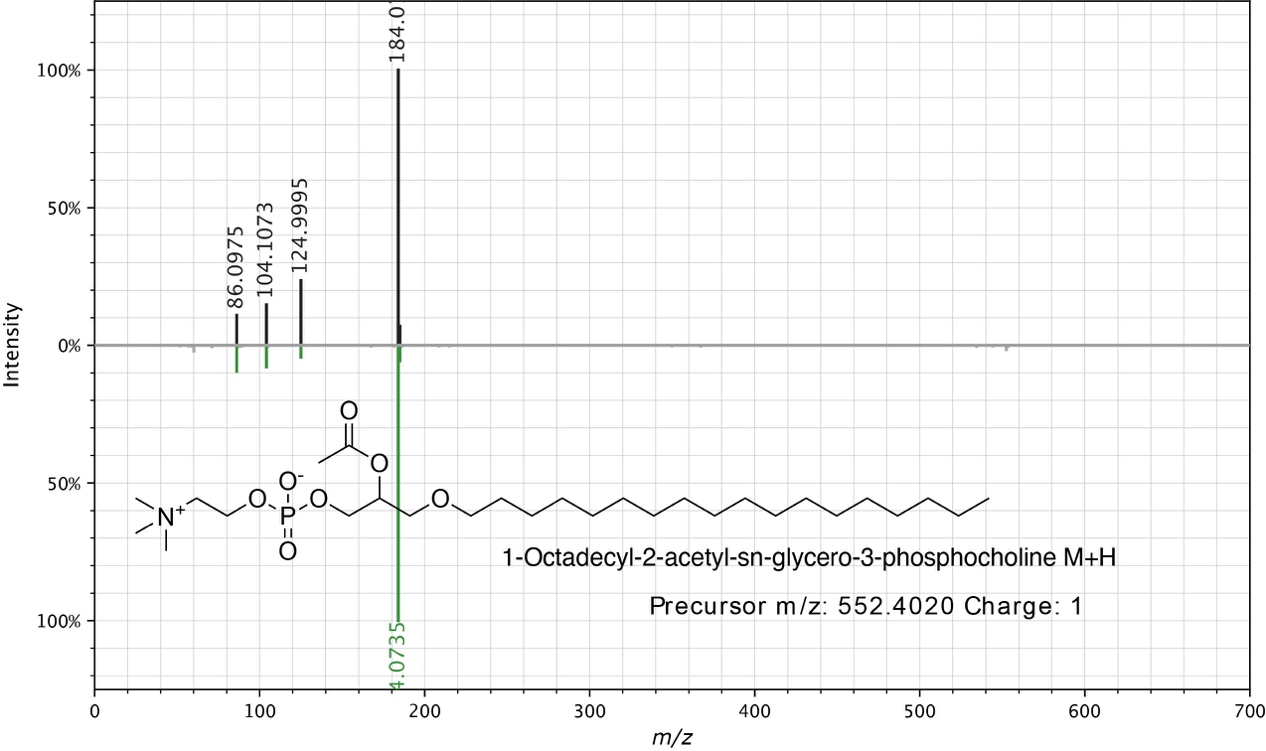 184.0
100%
124.9995
104.1073
86.0975
50%
0%
Intensity
O
O
O-
50%
O
O
O
N+
P
O
1-Octadecyl-2-acetyl-sn-glycero-3-phosphocholine M+H
Precursor m/z: 552.4020 Charge: 1
100%
4.0735
0 100 200 300 400 500 600 700
m/z